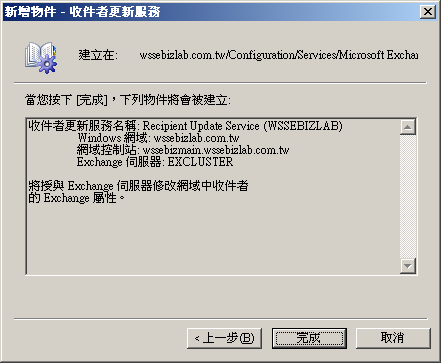 新增物件 - 收件者更新服務
建立在: wssebizlab.com.tw/Configuration/Services/Microsoft Exchan
當您按下 [完成]，下列物件將會被建立:
收件者更新服務名稱: Recipient Update Service (WSSEBIZLAB)
Windows 網域: wssebizlab.com.tw
網域控制站: wssebizmain.wssebizlab.com.tw
Exchange 伺服器: EXCLUSTER
將授與 Exchange 伺服器修改網域中收件者
的 Exchange 屬性。
< 上一步(B) 完成 取消